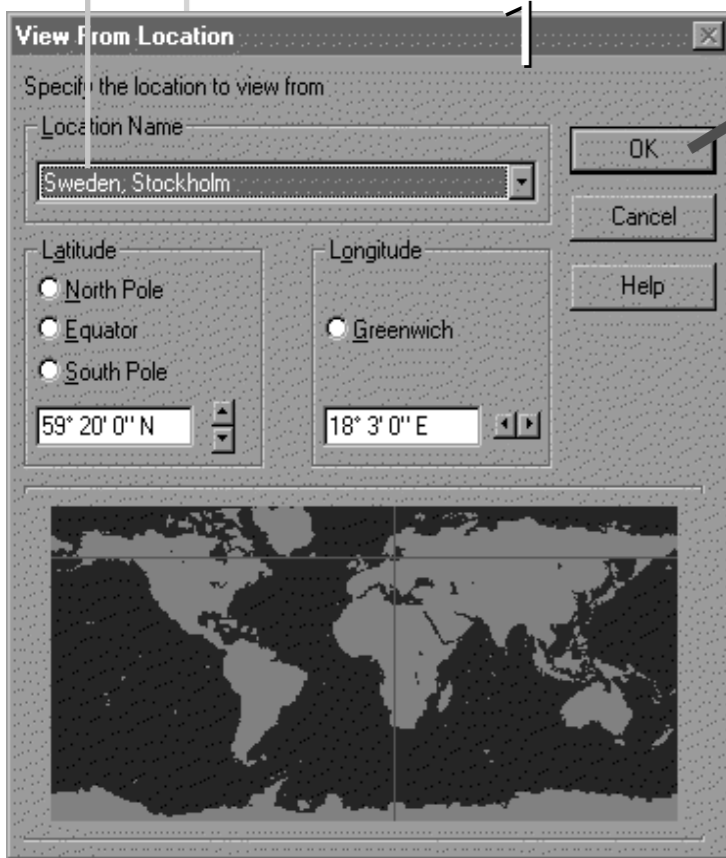 1
View From Location
Specify the location to view from
Location Name
Sweden, Stockholm
OK
Cancel
Help
Latitude
North Pole
Equator
South Pole
59° 20' 0'' N
Longitude
Greenwich
18° 3' 0'' E